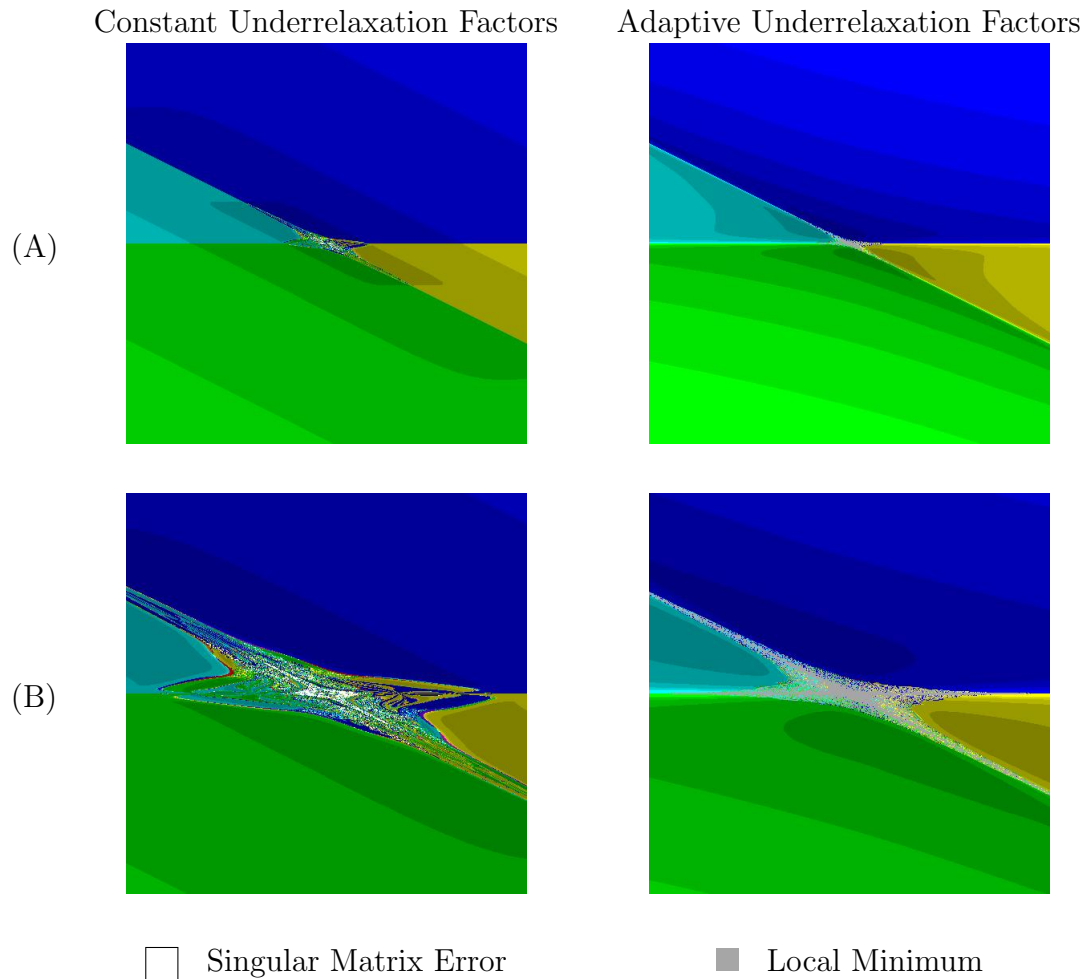 Constant Underrelaxation Factors
Adaptive Underrelaxation Factors
(A)
(B)
Singular Matrix Error
Local Minimum